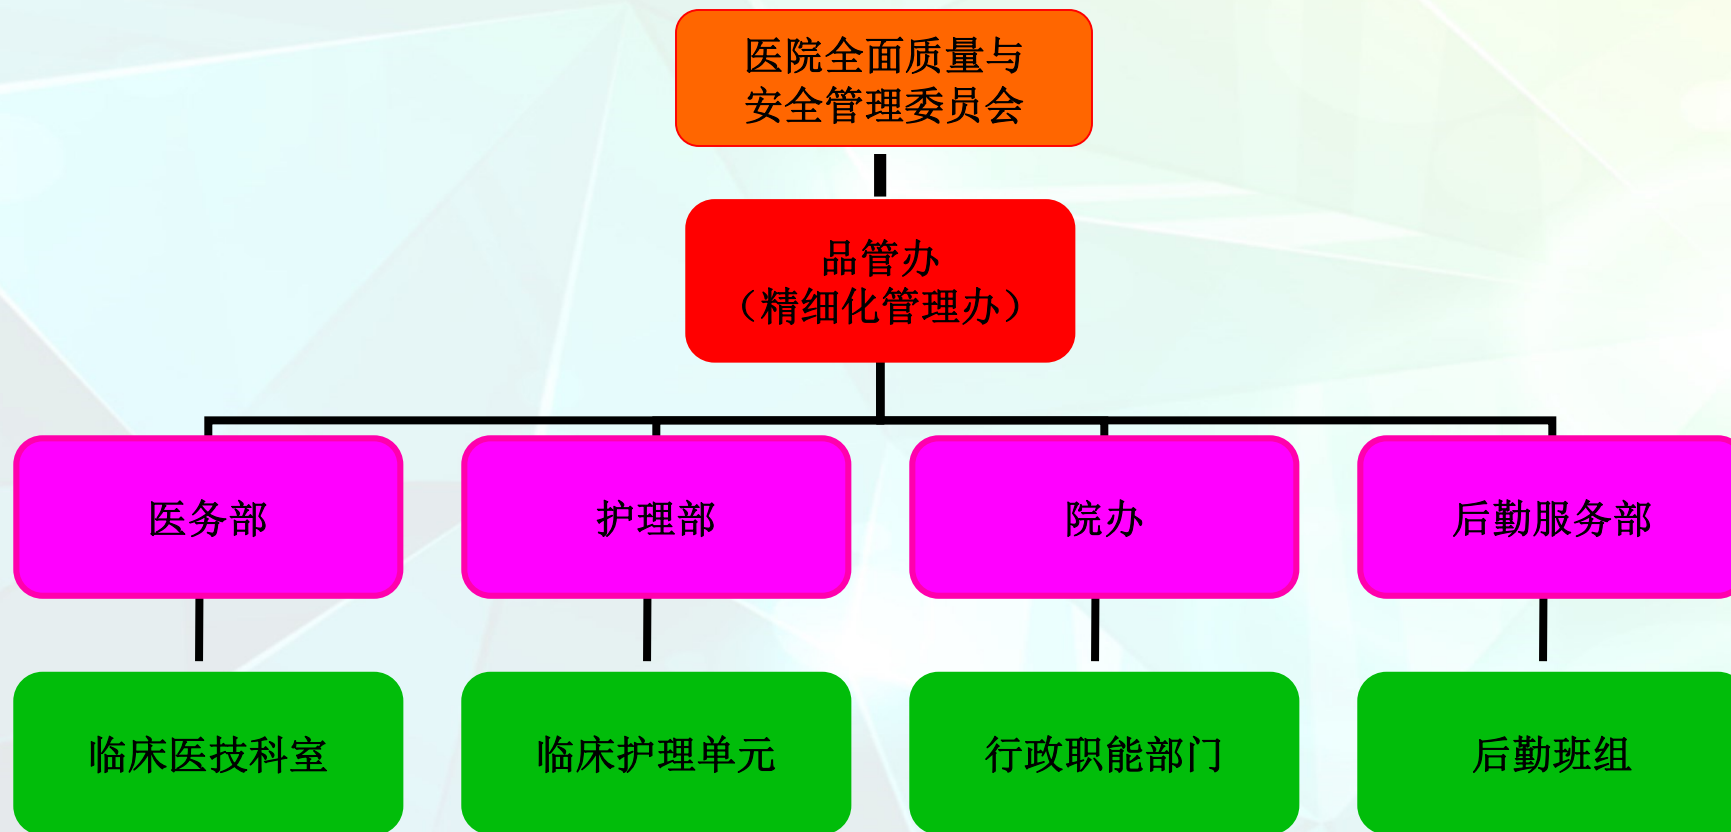 医院全面质量与
安全管理委员会
品管办
（精细化管理办）
医务部
护理部
院办
后勤服务部
临床医技科室
临床护理单元
行政职能部门
后勤班组